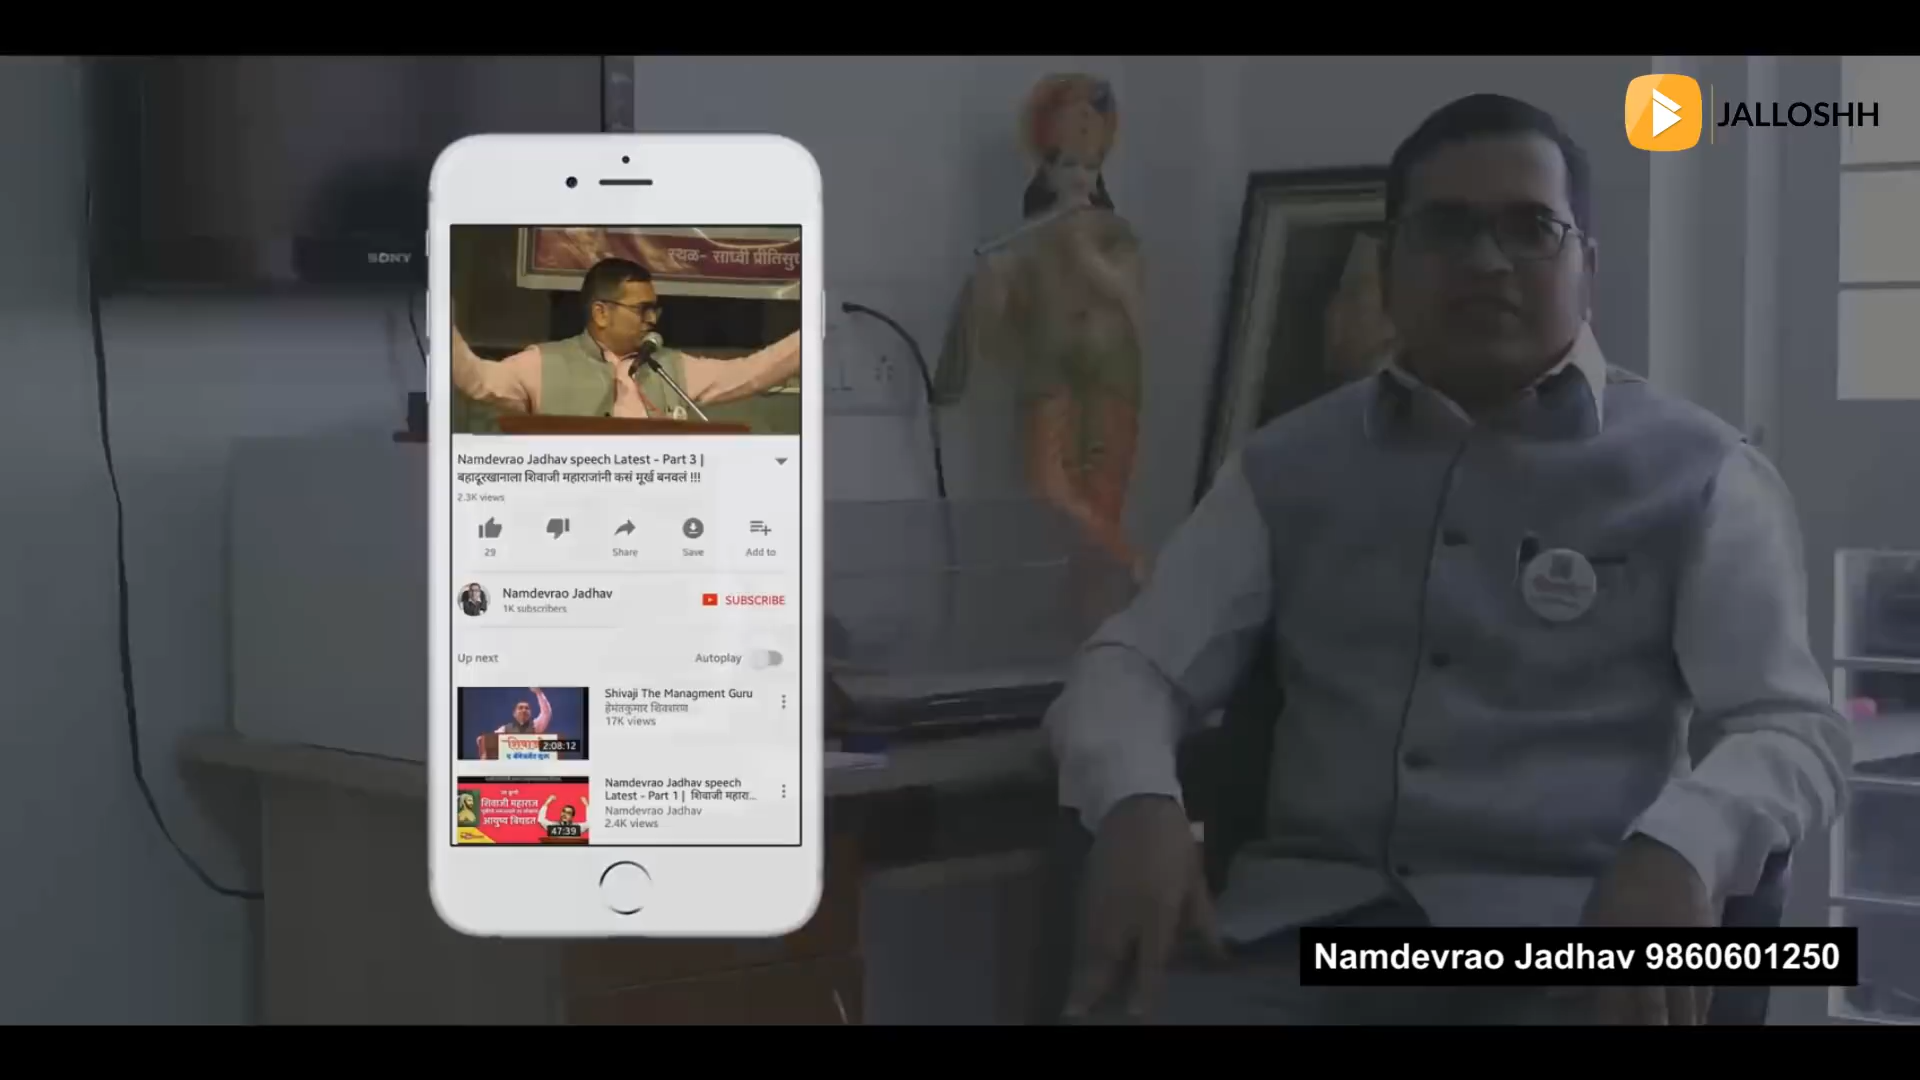 JALLOSHH
SONY
स्थळ- साध्वी प्रीतिसुध
Namdevrao Jadhav speech Latest - Part 3 |
बहादूरखानाला शिवाजी महाराजांनी कसं मूर्ख बनवलं !!!
2.3K views
29
Share
Save
Add to
Namdevrao Jadhav
1K subscribers
SUBSCRIBE
Up next
Autoplay
Shivaji The Managment Guru
हेमंतकुमार शिवशरण
17K views
2:08:12
Namdevrao Jadhav speech
Latest - Part 1 | शिवाजी महारा...
Namdevrao Jadhav
2.4K views
शिवाजी महाराज
आयुष्य बिघडत
47:39
Namdevrao Jadhav 9860601250